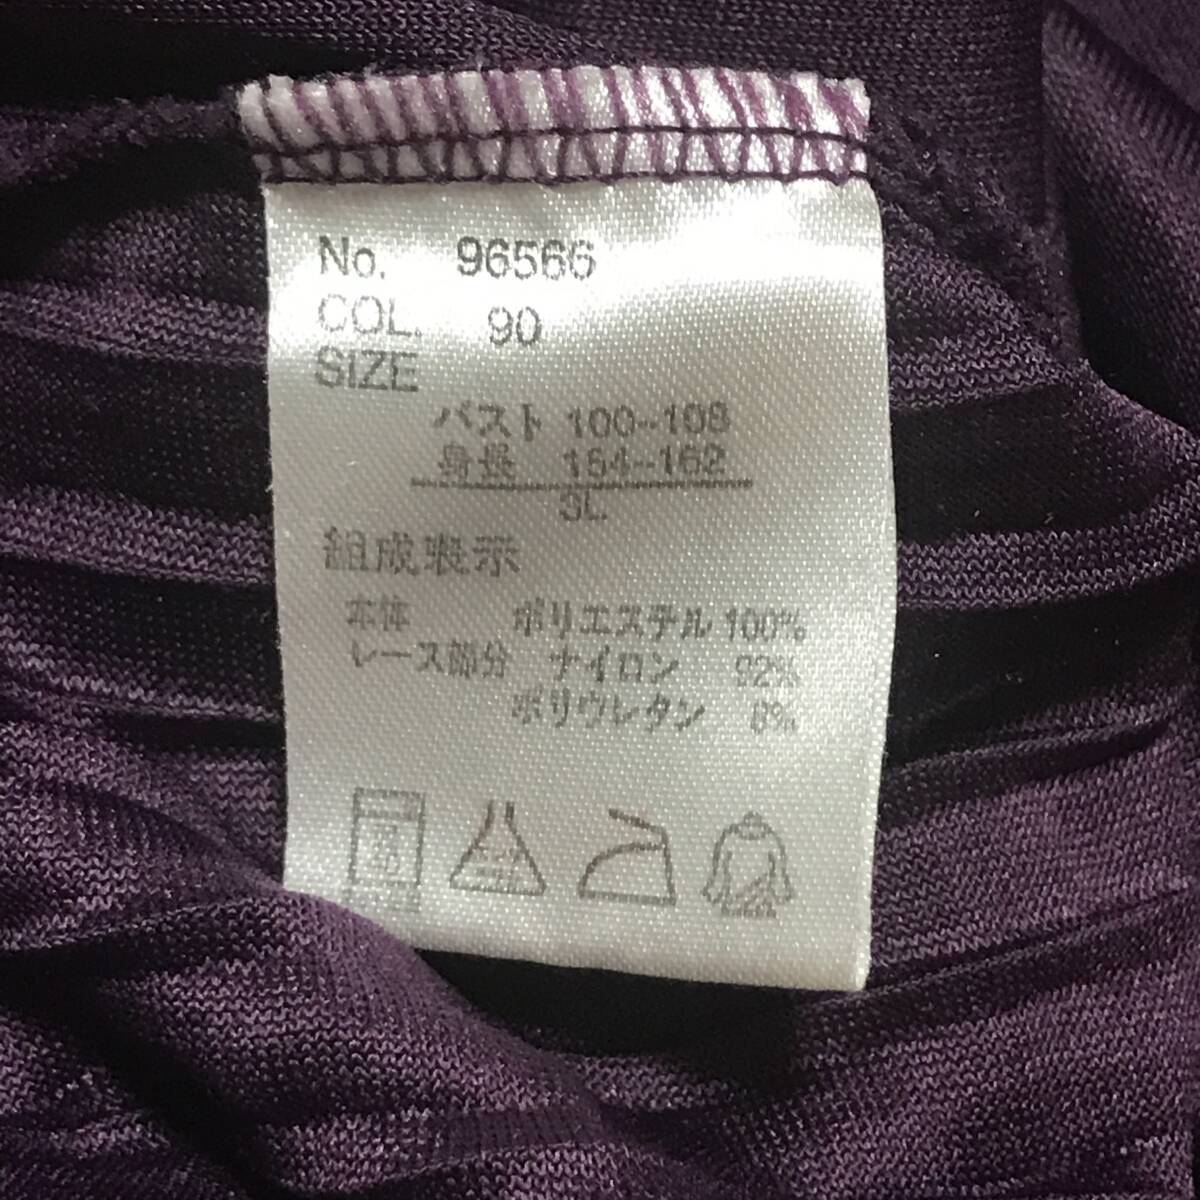 No. 96566
COL. 90
SIZE
バスト 100--108
身長 154--162
3L
組成表示
本体 ポリエステル 100%
レース部分 ナイロン 92%
ポリウレタン 8%